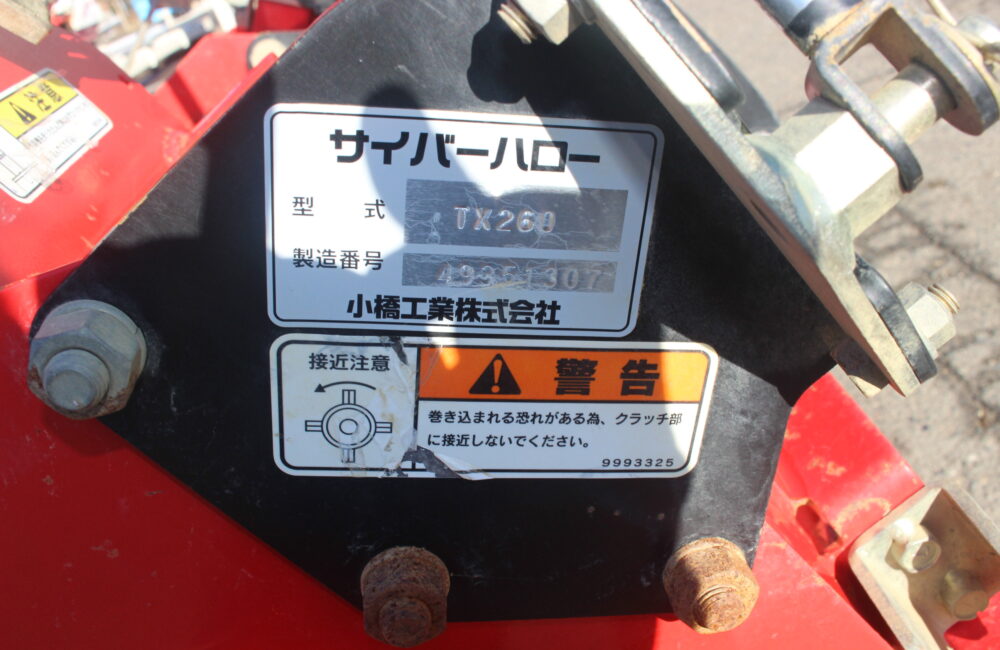 サイバーハロー
型 式 TX260
製造番号 49351307
小橋工業株式会社
接近注意
警告
巻き込まれる恐れがある為、クラッチ部
に接近しないでください。
9993325